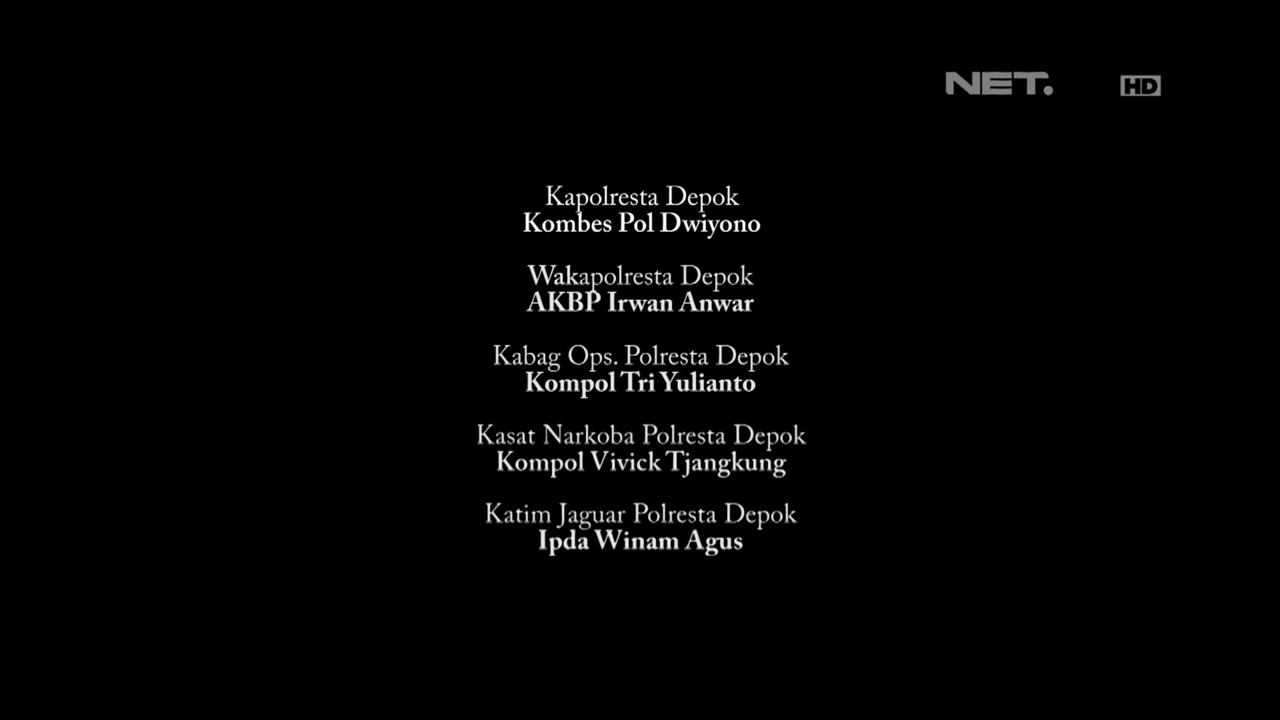 NET.
HD
Kapolresta Depok
Kombes Pol Dwiyono
Wakapolresta Depok
AKBP Irwan Anwar
Kabag Ops. Polresta Depok
Kompol Tri Yulianto
Kasat Narkoba Polresta Depok
Kompol Vivick Tjangkung
Katim Jaguar Polresta Depok
Ipda Winam Agus